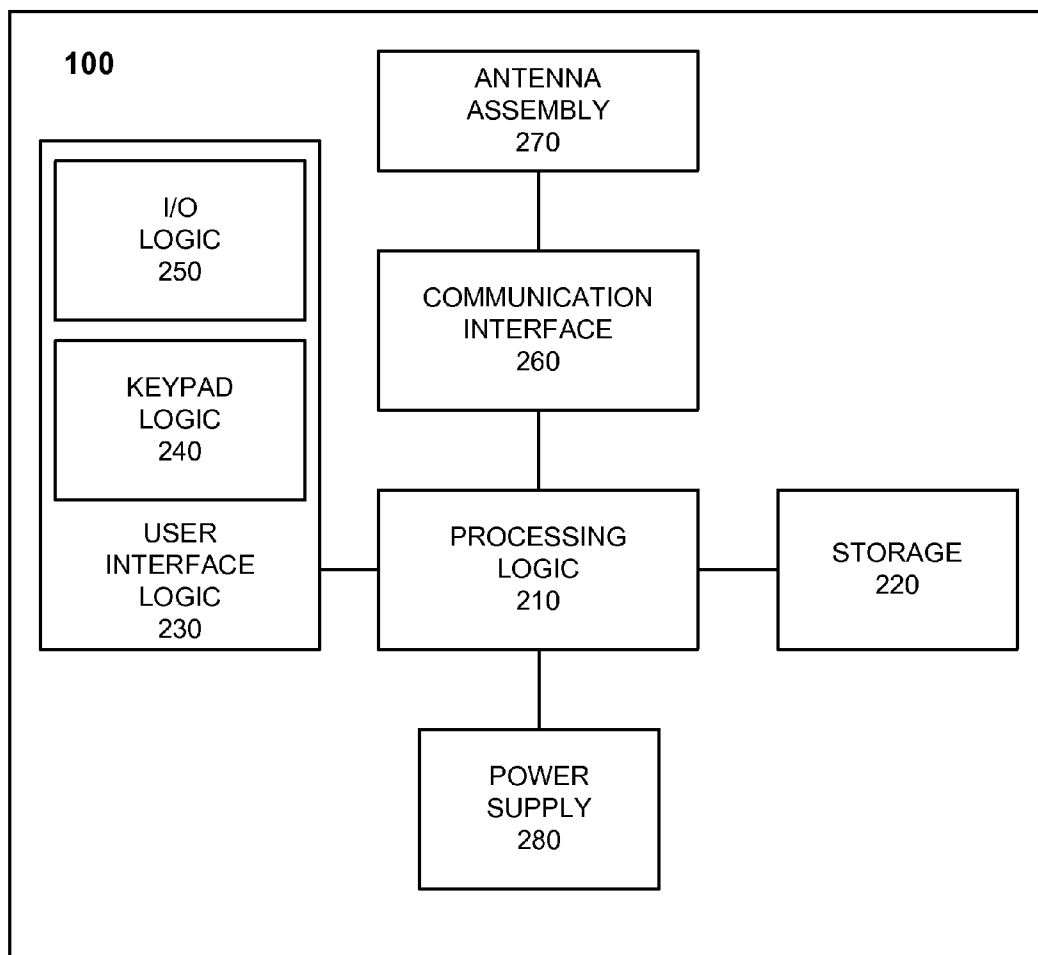 100
ANTENNA
ASSEMBLY
270
I/O
LOGIC
250
COMMUNICATION
INTERFACE
260
KEYPAD
LOGIC
240
USER
INTERFACE
LOGIC
230
PROCESSING
LOGIC
210
STORAGE
220
POWER
SUPPLY
280